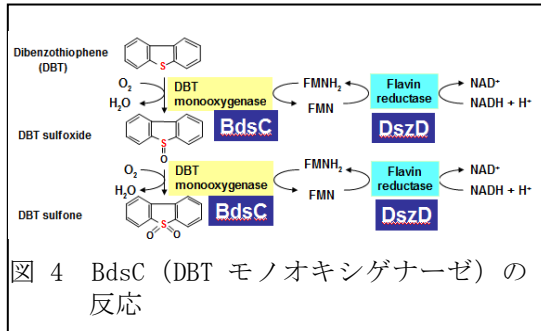 Dibenzothiophene
(DBT)
S
O₂
H₂O
DBT
monooxygenase
BdsC
FMNH₂
FMN
Flavin
reductase
DszD
NAD⁺
NADH + H⁺
DBT sulfoxide
S
O
O₂
H₂O
DBT
monooxygenase
BdsC
FMNH₂
FMN
Flavin
reductase
DszD
NAD⁺
NADH + H⁺
DBT sulfone
S
O O
図 4 BdsC (DBT モノオキシゲナーゼ) の
反応